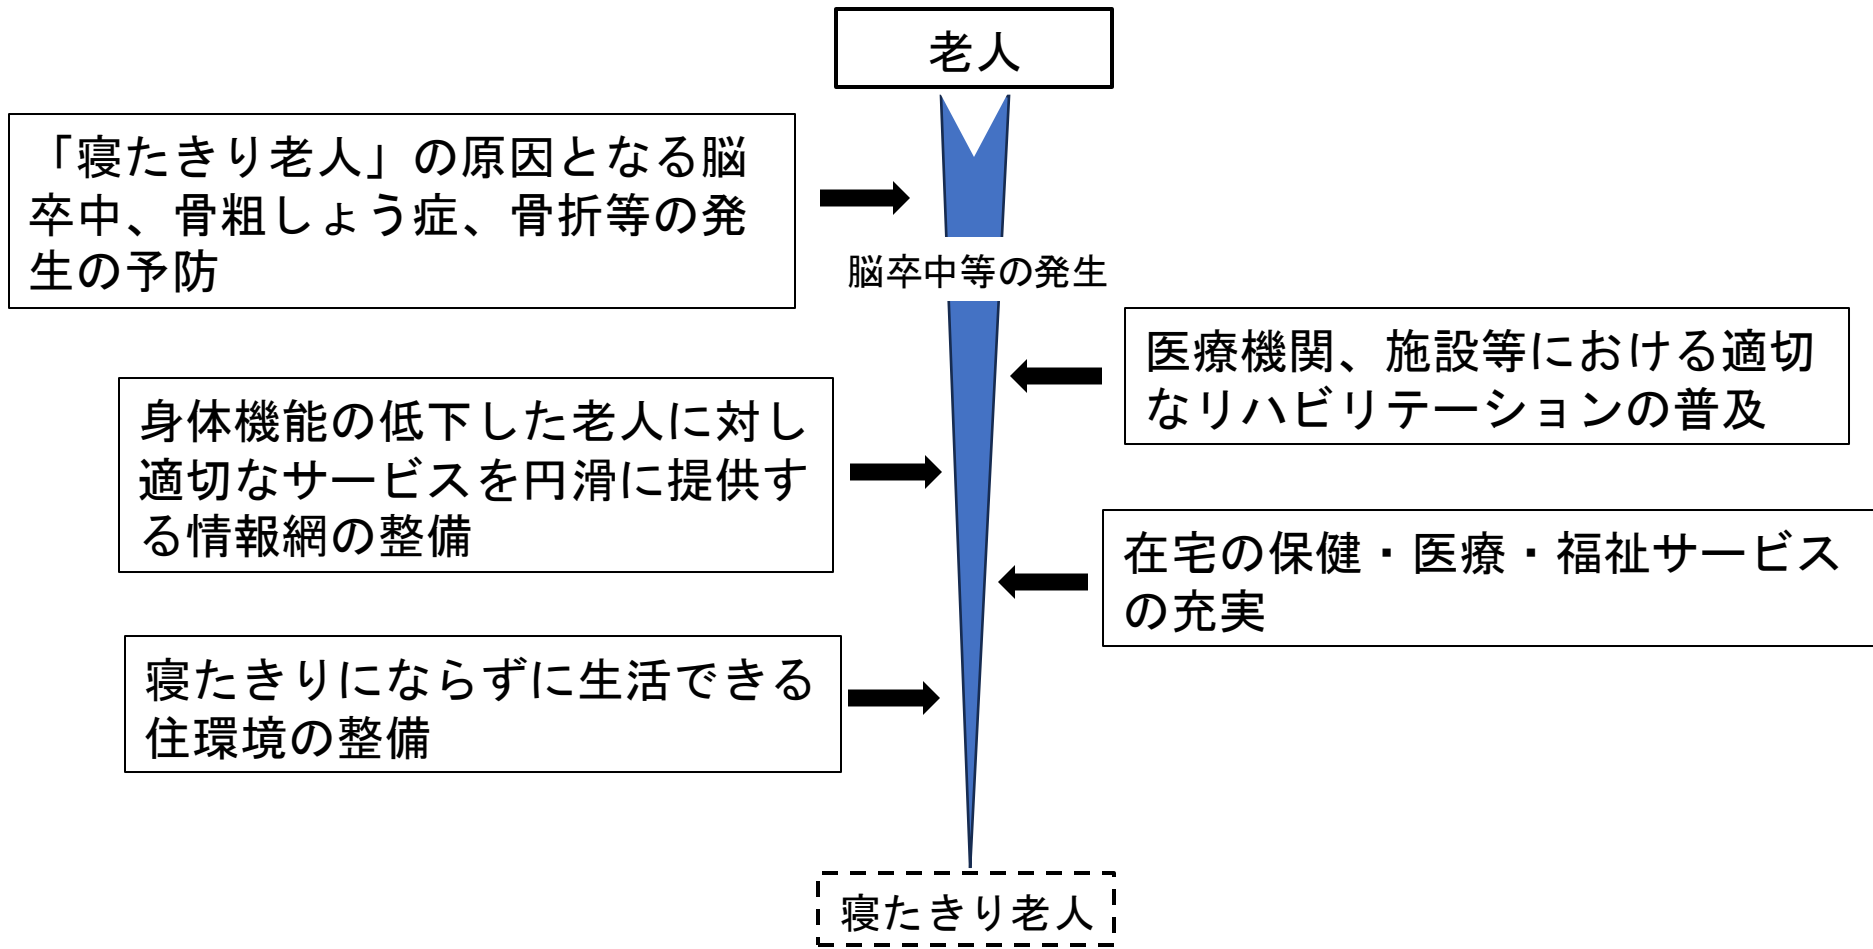 老人
「寝たきり老人」の原因となる脳
卒中、骨粗しょう症、骨折等の発
生の予防
脳卒中等の発生
医療機関、施設等における適切
なリハビリテーションの普及
身体機能の低下した老人に対し
適切なサービスを円滑に提供す
る情報網の整備
在宅の保健・医療・福祉サービス
の充実
寝たきりにならずに生活できる
住環境の整備
寝たきり老人